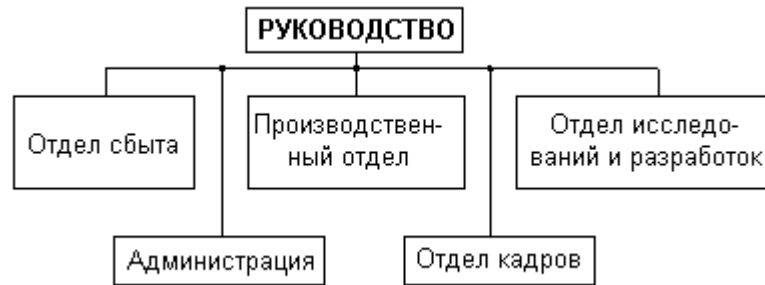 РУКОВОДСТВО
Отдел сбыта
Производствен-
ный отдел
Отдел исследо-
ваний и разработок
Администрация
Отдел кадров